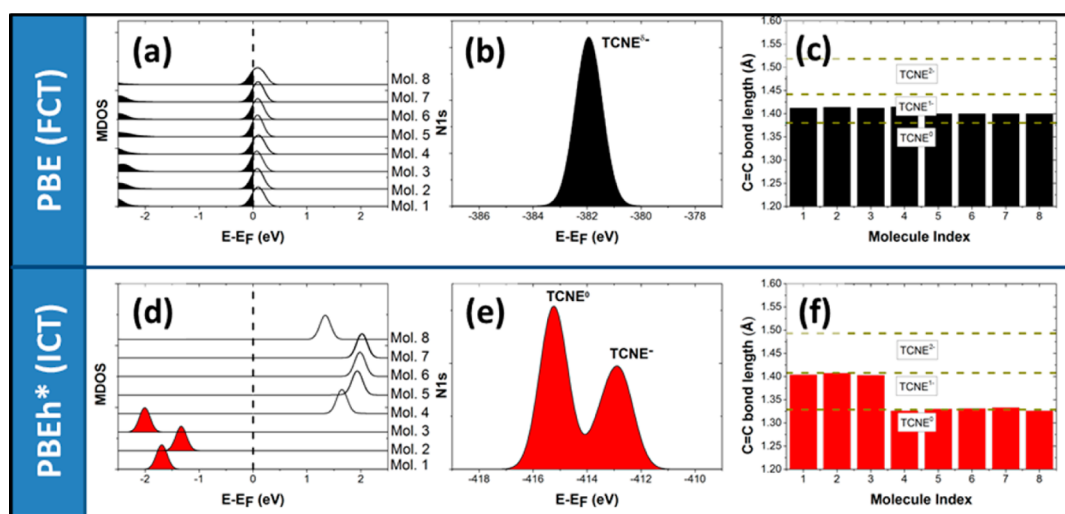 PBE (FCT)
(a)
MDOS
Mol. 8
Mol. 7
Mol. 6
Mol. 5
Mol. 4
Mol. 3
Mol. 2
Mol. 1
-2 -1 0 1 2
E-EF (eV)
(b)
TCNEδ-
N1s
-386 -384 -382 -380 -378
E-EF (eV)
(c)
C=C bond length (Å)
1.60
1.55
1.50
1.45
1.40
1.35
1.30
1.25
1.20
TCNE2-
TCNE1-
TCNE0
1 2 3 4 5 6 7 8
Molecule Index
PBEh* (ICT)
(d)
MDOS
Mol. 8
Mol. 7
Mol. 6
Mol. 5
Mol. 4
Mol. 3
Mol. 2
Mol. 1
-2 -1 0 1 2
E-EF (eV)
(e)
TCNE0
TCNE-
N1s
-418 -416 -414 -412 -410
E-EF (eV)
(f)
C=C bond length (Å)
1.60
1.55
1.50
1.45
1.40
1.35
1.30
1.25
1.20
TCNE2-
TCNE1-
TCNE0
1 2 3 4 5 6 7 8
Molecule Index